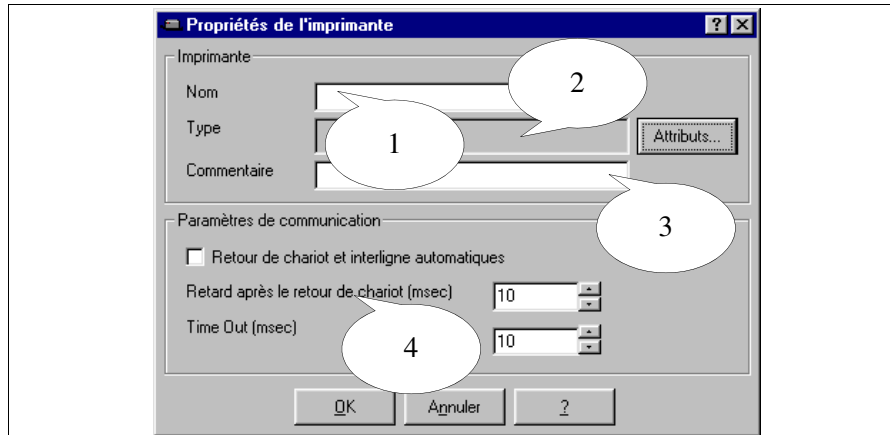 Propriétés de l'imprimante
Imprimante
Nom
2
Type
1
Attributs...
Commentaire
3
Paramètres de communication
Retour de chariot et interligne automatiques
Retard après le retour de chariot (msec) 10
Time Out (msec) 10
4
OK Annuler ?